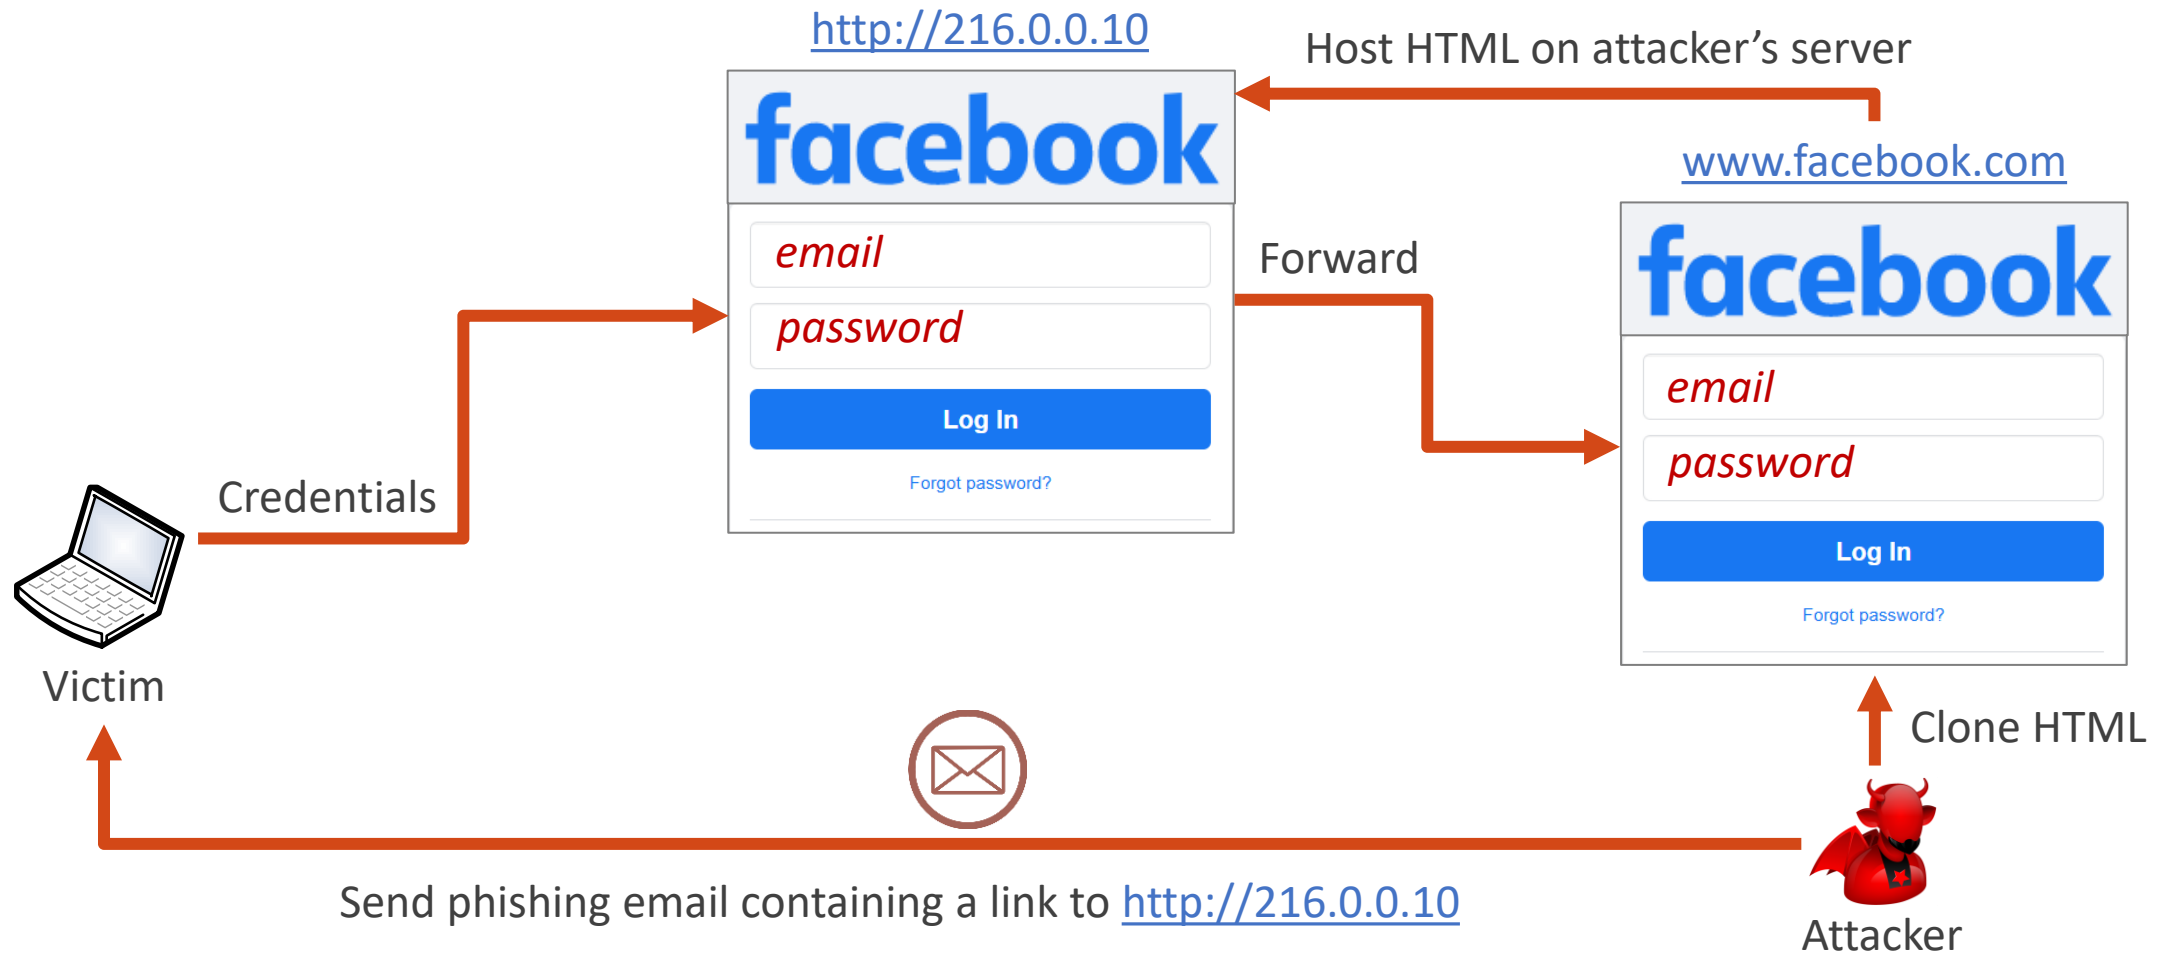 http://216.0.0.10
Host HTML on attacker’s server
facebook
www.facebook.com
email
Forward
facebook
password
email
Log In
password
Forgot password?
Credentials
Log In
Forgot password?
Victim
Clone HTML
Send phishing email containing a link to http://216.0.0.10
Attacker